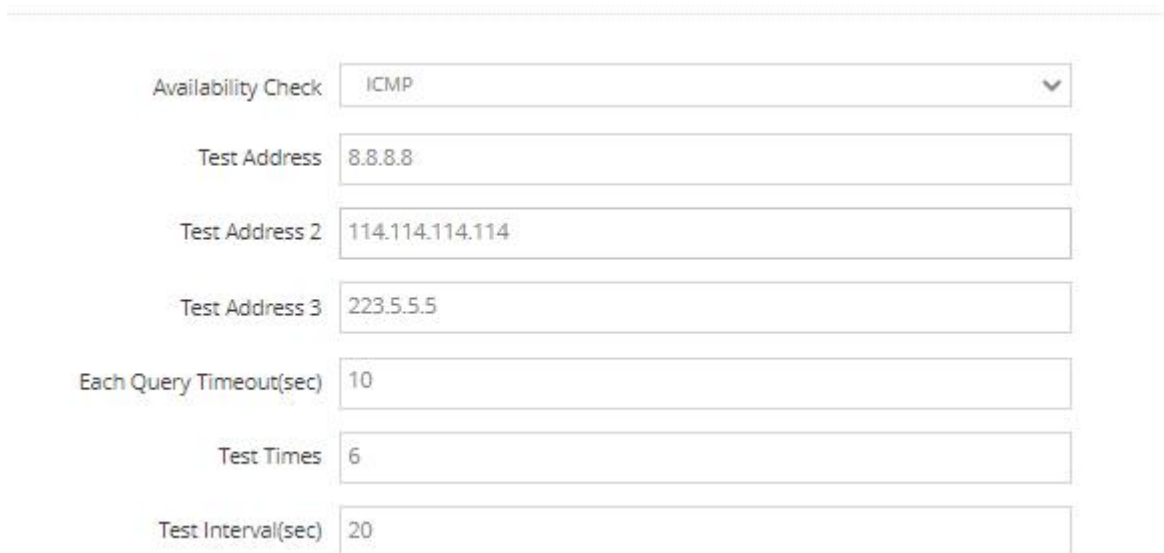 Availability Check ICMP
Test Address 8.8.8.8
Test Address 2 114.114.114.114
Test Address 3 223.5.5.5
Each Query Timeout(sec) 10
Test Times 6
Test Interval(sec) 20